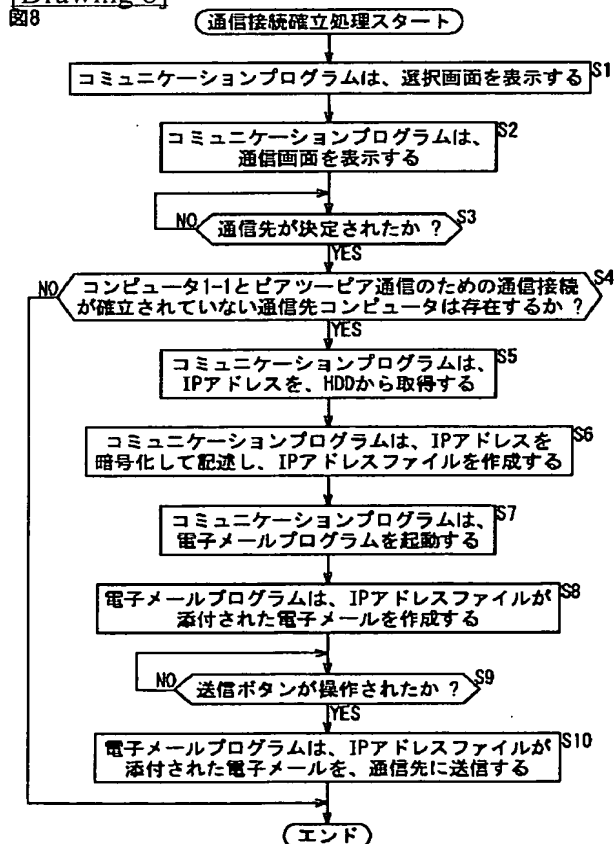 [Drawing 8]
図8
通信接続確立処理スタート
コミュニケーションプログラムは、選択画面を表示する
S1
コミュニケーションプログラムは、
通信画面を表示する
S2
通信先が決定されたか ?
S3
NO
YES
コンピュータ1-1とピアツーピア通信のための通信接続
が確立されていない通信先コンピュータは存在するか ?
S4
NO
YES
コミュニケーションプログラムは、
IPアドレスを、HDDから取得する
S5
コミュニケーションプログラムは、IPアドレスを
暗号化して記述し、IPアドレスファイルを作成する
S6
コミュニケーションプログラムは、
電子メールプログラムを起動する
S7
電子メールプログラムは、IPアドレスファイルが
添付された電子メールを作成する
S8
送信ボタンが操作されたか ?
S9
NO
YES
電子メールプログラムは、IPアドレスファイルが
添付された電子メールを、通信先に送信する
S10
エンド